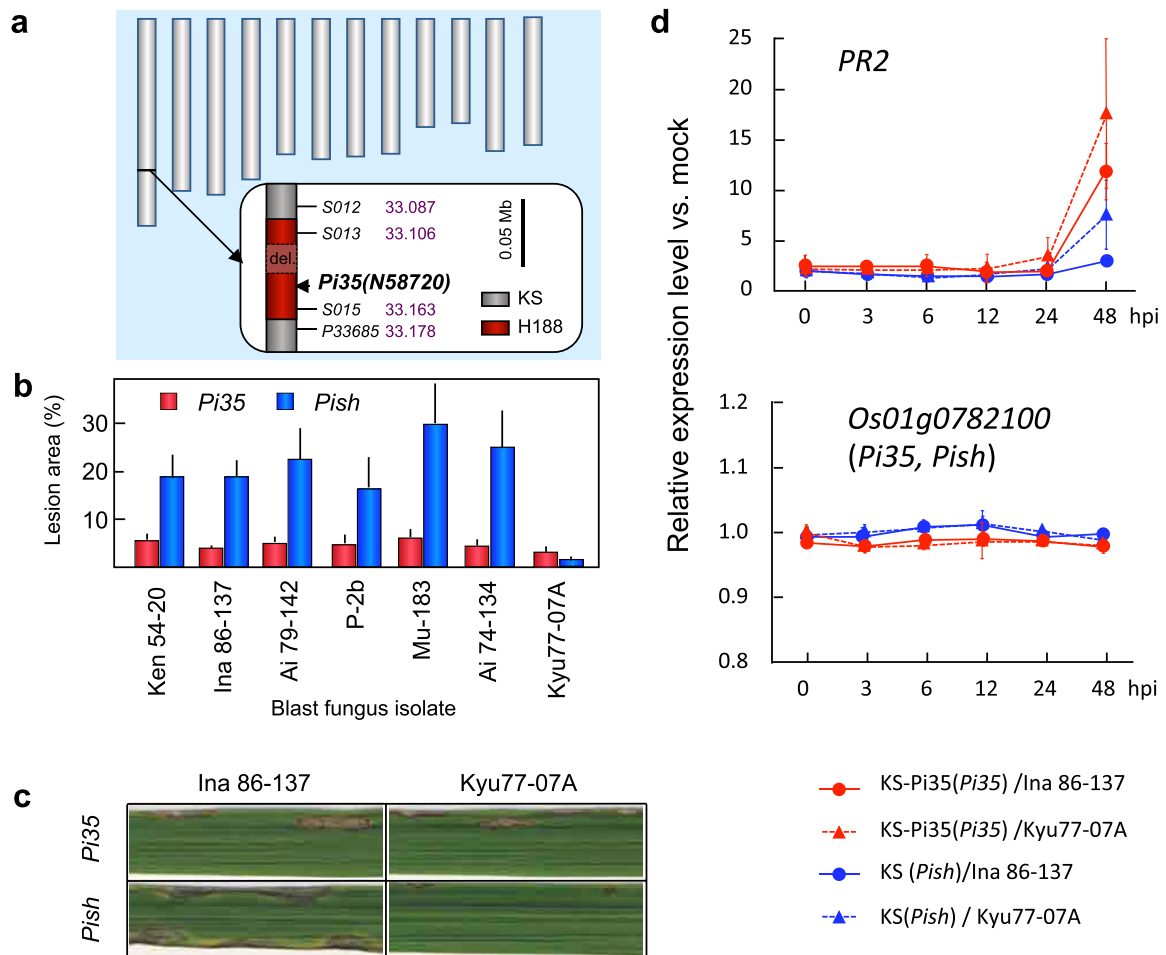 a
S012 33.087
S013 33.106
del.
Pi35(N58720)
S015 33.163
P33685 33.178
0.05 Mb
KS
H188
b
Lesion area (%)
Pi35 Pish
30
20
10
Ken 54-20
Ina 86-137
Ai 79-142
P-2b
Mu-183
Ai 74-134
Kyu77-07A
Blast fungus isolate
c
Ina 86-137 Kyu77-07A
Pi35
Pish
d
Relative expression level vs. mock
PR2
25
20
15
10
5
0
0 3 6 12 24 48 hpi
Os01g0782100
(Pi35, Pish)
1.2
1.1
1.0
0.9
0.8
0 3 6 12 24 48 hpi
KS-Pi35(Pi35) /Ina 86-137
KS-Pi35(Pi35) /Kyu77-07A
KS (Pish)/Ina 86-137
KS(Pish) / Kyu77-07A